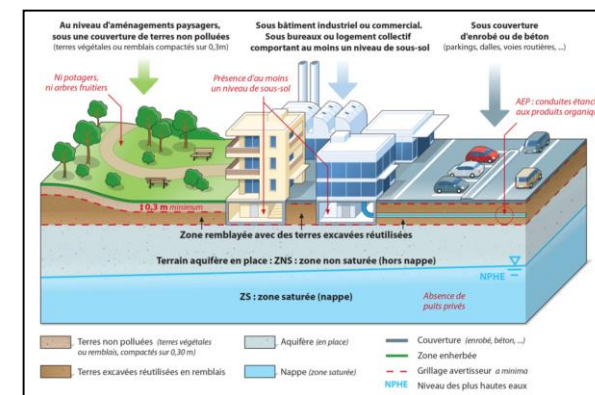 Au niveau d'aménagements paysagers,
sous une couverture de terres non polluées
(terres végétales ou remblais compactés sur 0,3m)
Sous bâtiment industriel ou commercial.
Sous bureaux ou logement collectif
comportant au moins un niveau de sous-sol
Sous couverture
d'enrobé ou de béton
(parkings, dalles, voies routières, ...)
Ni potagers,
ni arbres fruitiers
Présence d'au moins
un niveau de sous-sol
AEP : conduites étanc
aux produits organiq
0,3 m minimum
Zone remblayée avec des terres excavées réutilisées
Terrain aquifère en place : ZNS : zone non saturée (hors nappe)
NPHE
ZS : zone saturée (nappe)
Absence de
puits privés
Terres non polluées (terres végétales
ou remblais, compactés sur 0,30 m)
Terres excavées réutilisées en remblais
Aquifère (en place)
Nappe (zone saturée)
Couverture (enrobé, béton, ...)
Zone enherbée
Grillage avertisseur a minima
NPHE Niveau des plus hautes eaux